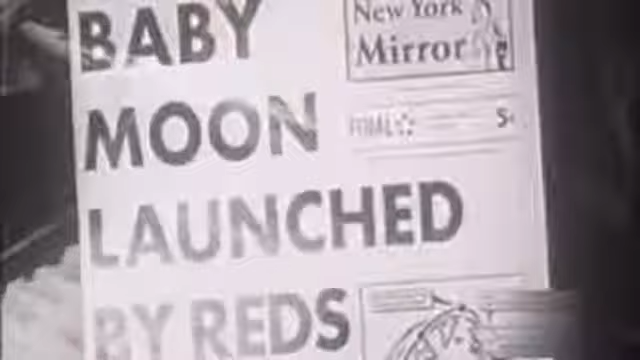 BABY
MOON
LAUNCHED
BY REDS
New York
Mirror
FINAL
5¢